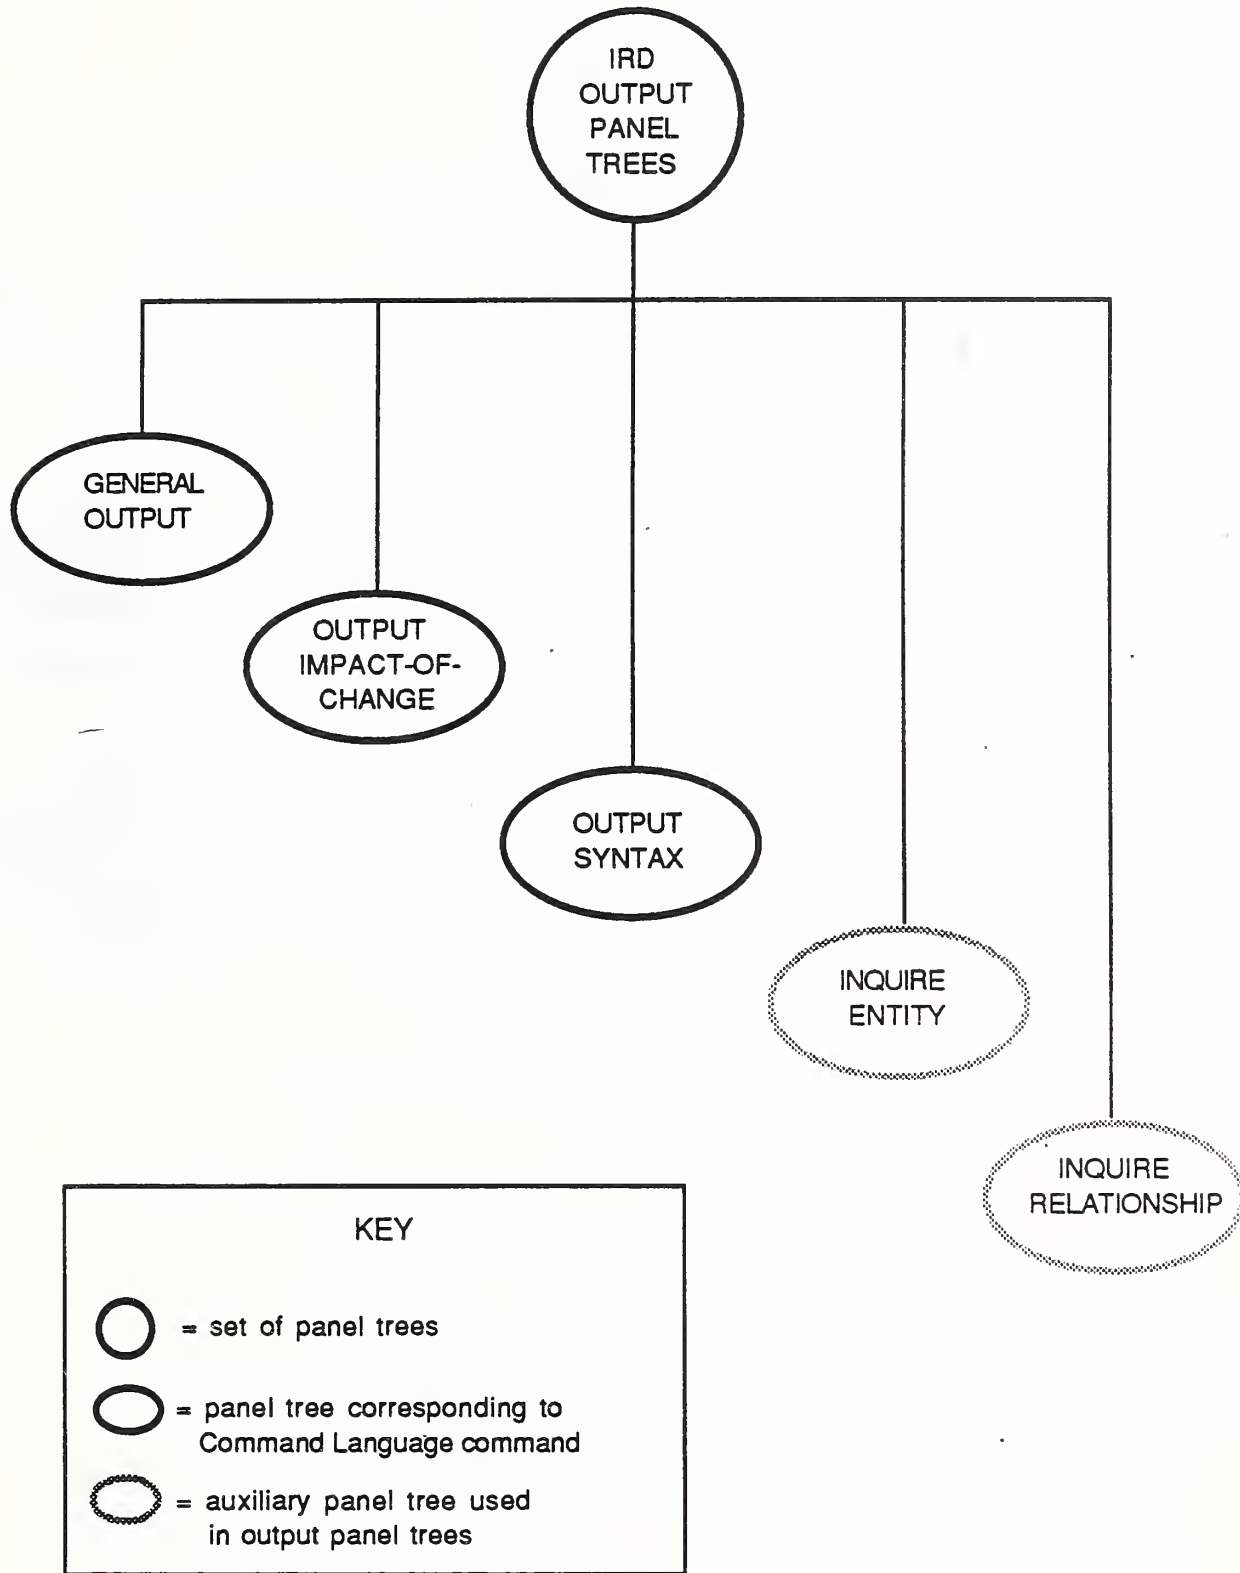 IRD
OUTPUT
PANEL
TREES
GENERAL
OUTPUT
OUTPUT
IMPACT-OF-
CHANGE
OUTPUT
SYNTAX
INQUIRE
ENTITY
INQUIRE
RELATIONSHIP
KEY
= set of panel trees
= panel tree corresponding to
Command Language command
= auxiliary panel tree used
in output panel trees